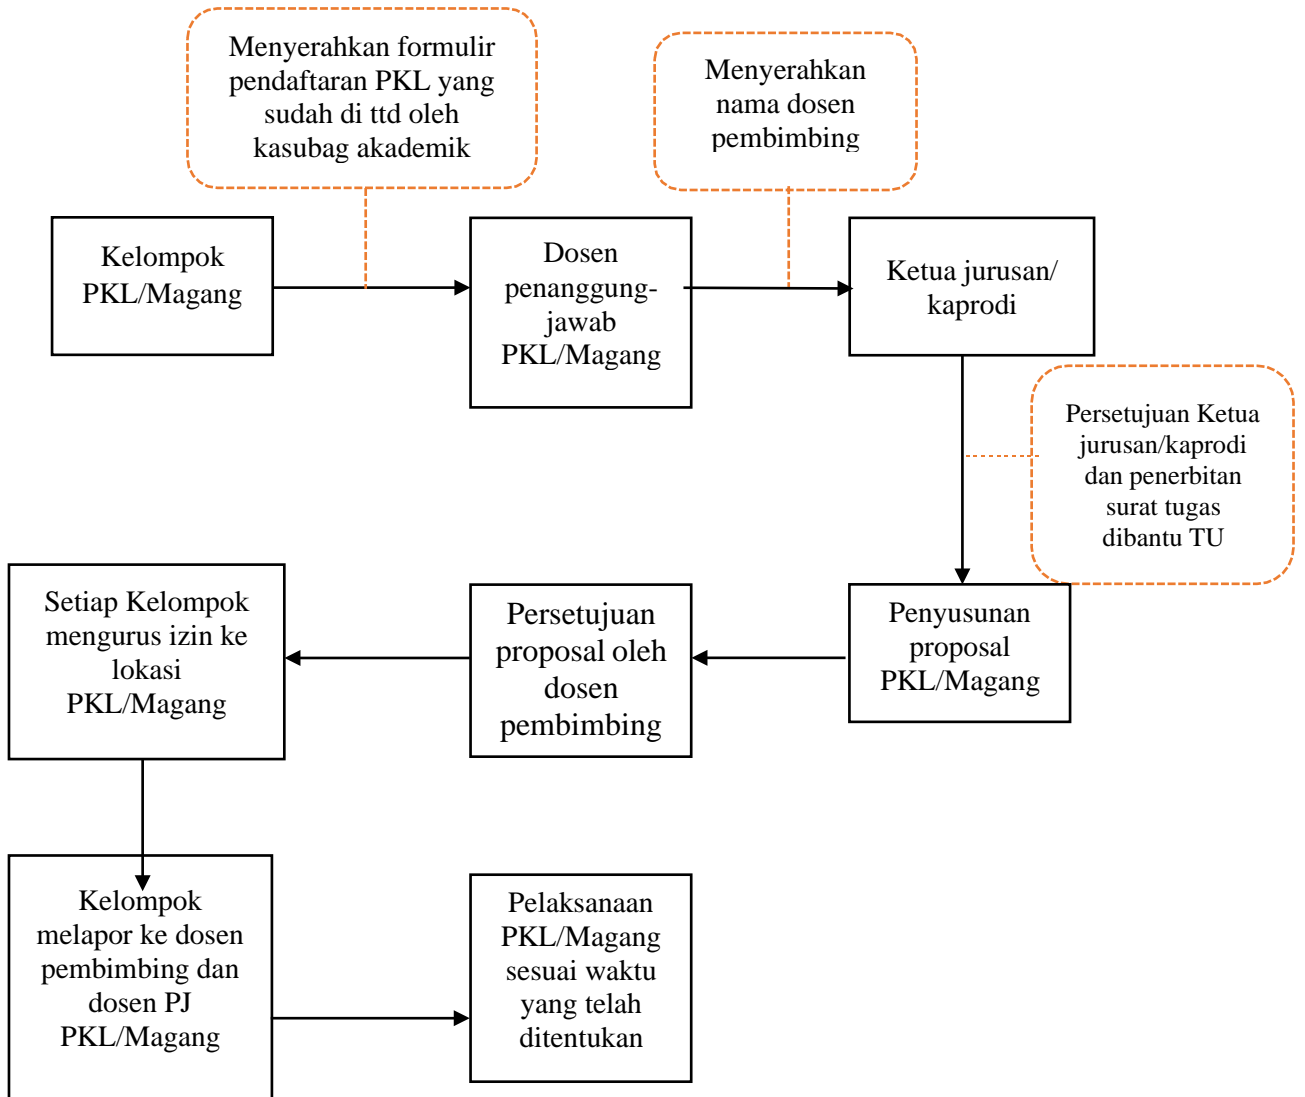 Menyerahkan formulir
pendaftaran PKL yang
sudah di ttd oleh
kasubag akademik
Menyerahkan
nama dosen
pembimbing
Kelompok
PKL/Magang
Dosen
penanggung-
jawab
PKL/Magang
Ketua jurusan/
kaprodi
Persetujuan Ketua
jurusan/kaprodi
dan penerbitan
surat tugas
dibantu TU
Penyusunan
proposal
PKL/Magang
Persetujuan
proposal oleh
dosen
pembimbing
Setiap Kelompok
mengurus izin ke
lokasi
PKL/Magang
Kelompok
melapor ke dosen
pembimbing dan
dosen PJ
PKL/Magang
Pelaksanaan
PKL/Magang
sesuai waktu
yang telah
ditentukan